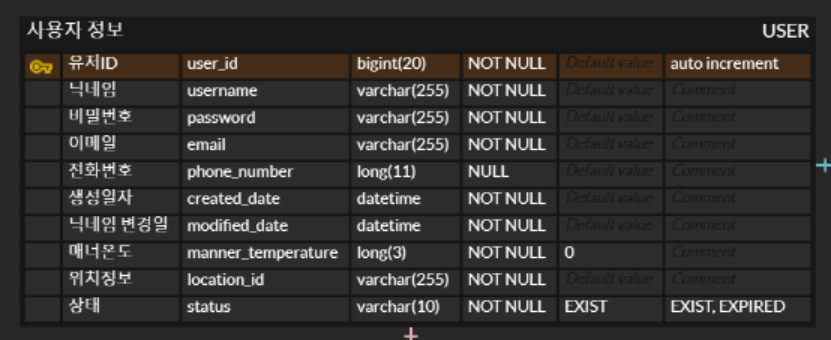 사용자 정보 USER
유저ID user_id bigint(20) NOT NULL Default value auto increment
닉네임 username varchar(255) NOT NULL Default value Comment
비밀번호 password varchar(255) NOT NULL Default value Comment
이메일 email varchar(255) NOT NULL Default value Comment
전화번호 phone_number long(11) NULL Default value Comment
생성일자 created_date datetime NOT NULL Default value Comment
닉네임 변경일 modified_date datetime NOT NULL Default value Comment
매너온도 manner_temperature long(3) NOT NULL 0 Comment
위치정보 location_id varchar(255) NOT NULL Default value Comment
상태 status varchar(10) NOT NULL EXIST EXIST, EXPIRED